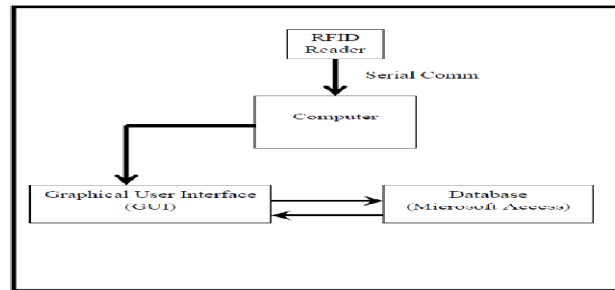 RFID
Reader
Serial Comm
Computer
Graphical User Interface
(GUI)
Database
(Microsoft Access)